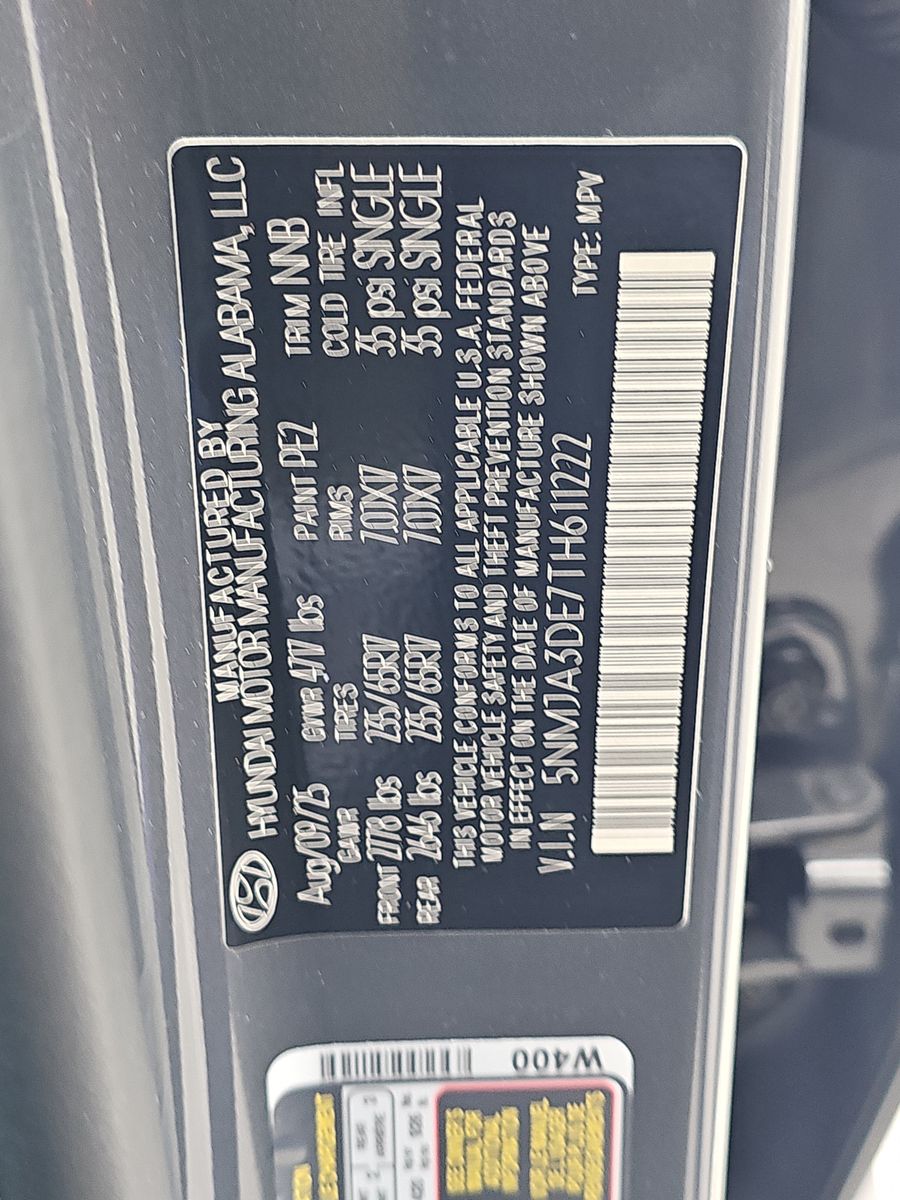 MANUFACTURED BY
HYUNDAI MOTOR MANUFACTURING ALABAMA, LLC
Aug/09/25 GVWR 4,777 lbs PAINT PE2 TRIM NNB
GAWR TIRES RIMS COLD TIRE INFL
FRONT 2778 lbs 235/65R17 7.0JX17 35 psi SINGLE
REAR 2646 lbs 235/65R17 7.0JX17 35 psi SINGLE
THIS VEHICLE CONFORMS TO ALL APPLICABLE U.S.A. FEDERAL
MOTOR VEHICLE SAFETY AND THEFT PREVENTION STANDARDS
IN EFFECT ON THE DATE OF MANUFACTURE SHOWN ABOVE
V.I.N 5NMJA3DE7TH611222 TYPE: MPV
W400